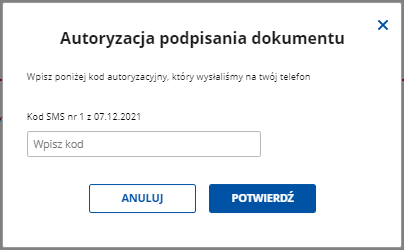 Autoryzacja podpisania dokumentu
Wpisz poniżej kod autoryzacyjny, który wysłaliśmy na twój telefon
Kod SMS nr 1 z 07.12.2021
Wpisz kod
ANULUJ
POTWIERDŹ